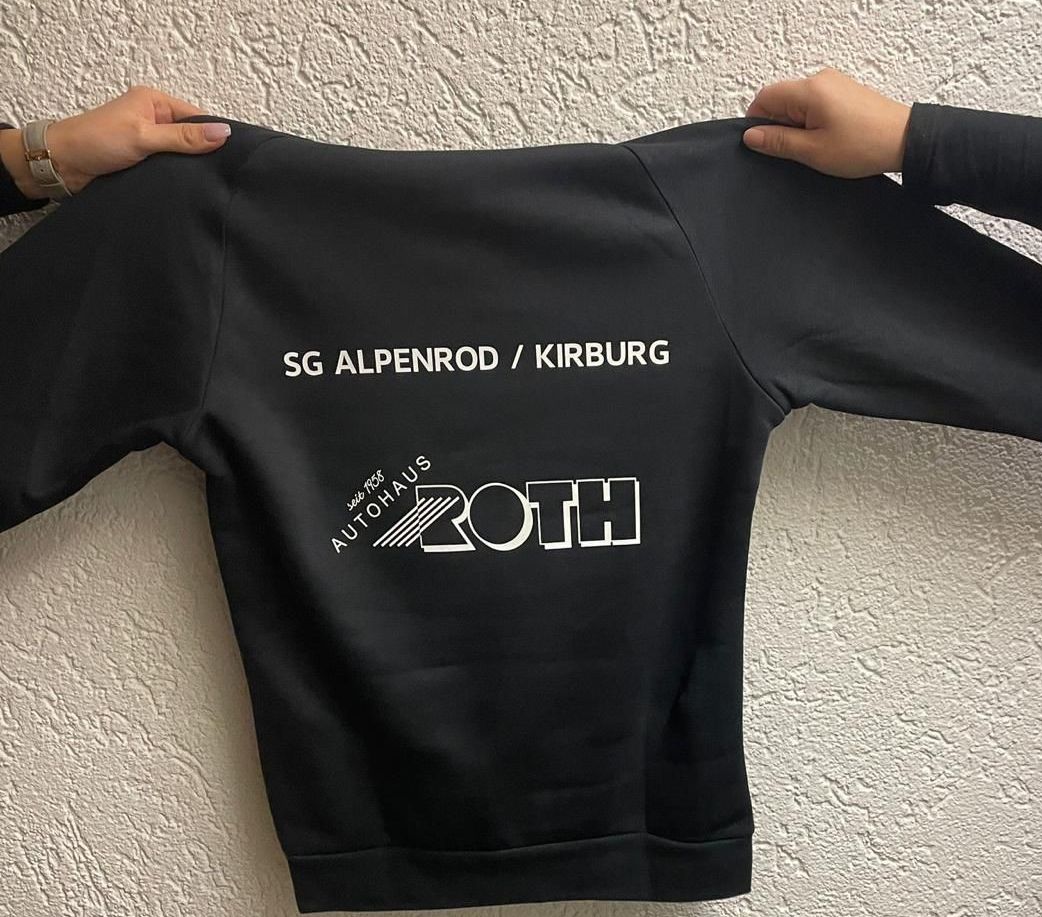 SG ALPENROD / KIRBURG
seit 1958
AUTOHAUS
ROTH